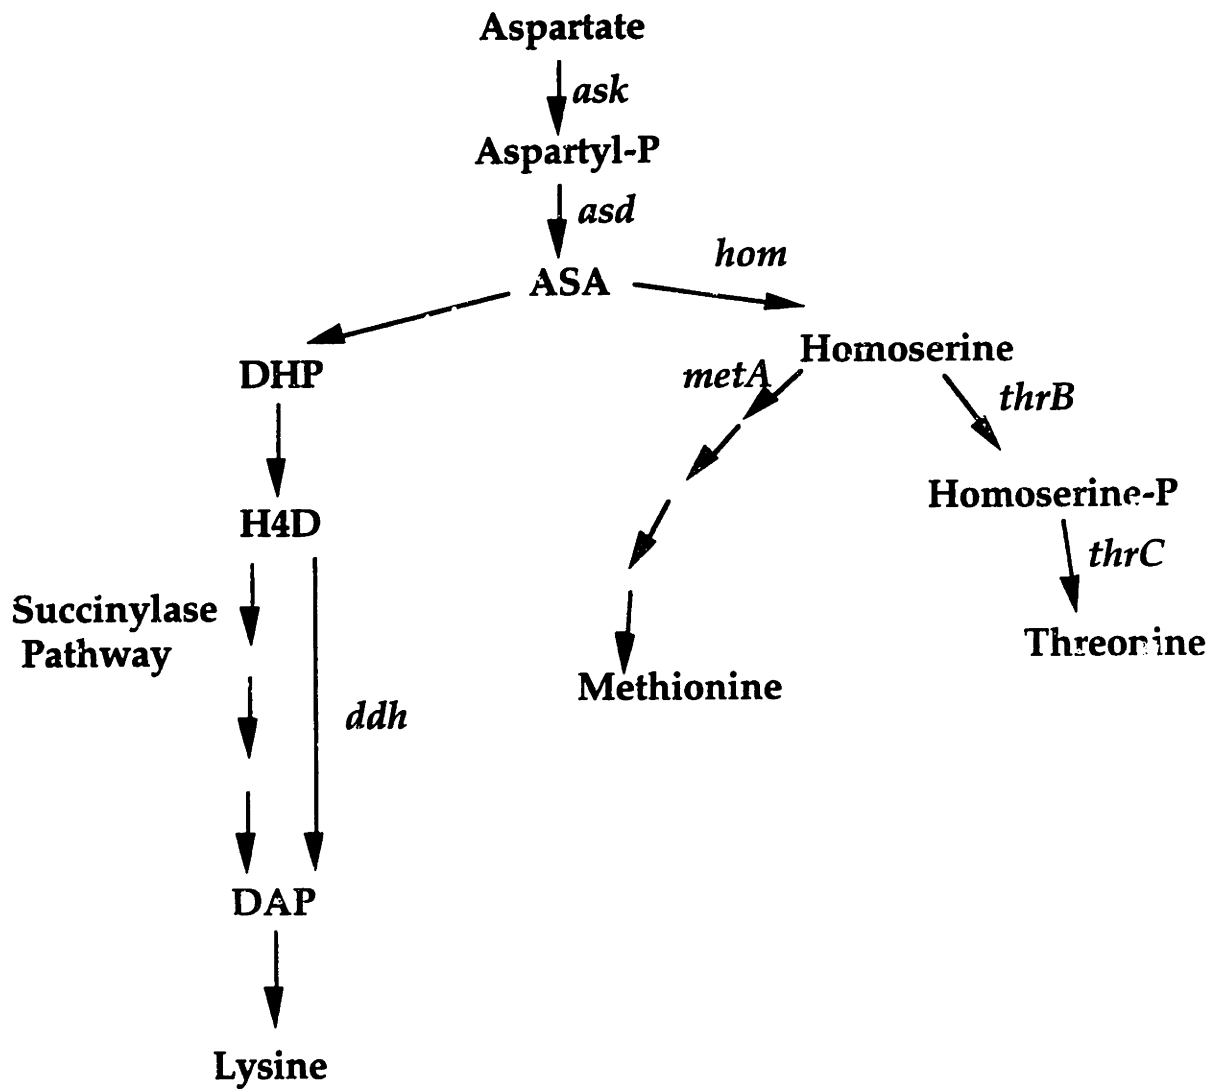 Aspartate
ask
Aspartyl-P
asd
hom
ASA
Homoserine
DHP
metA
thrB
Homoserine-P
H4D
thrC
Succinylase
Pathway
Threonine
Methionine
ddh
DAP
Lysine